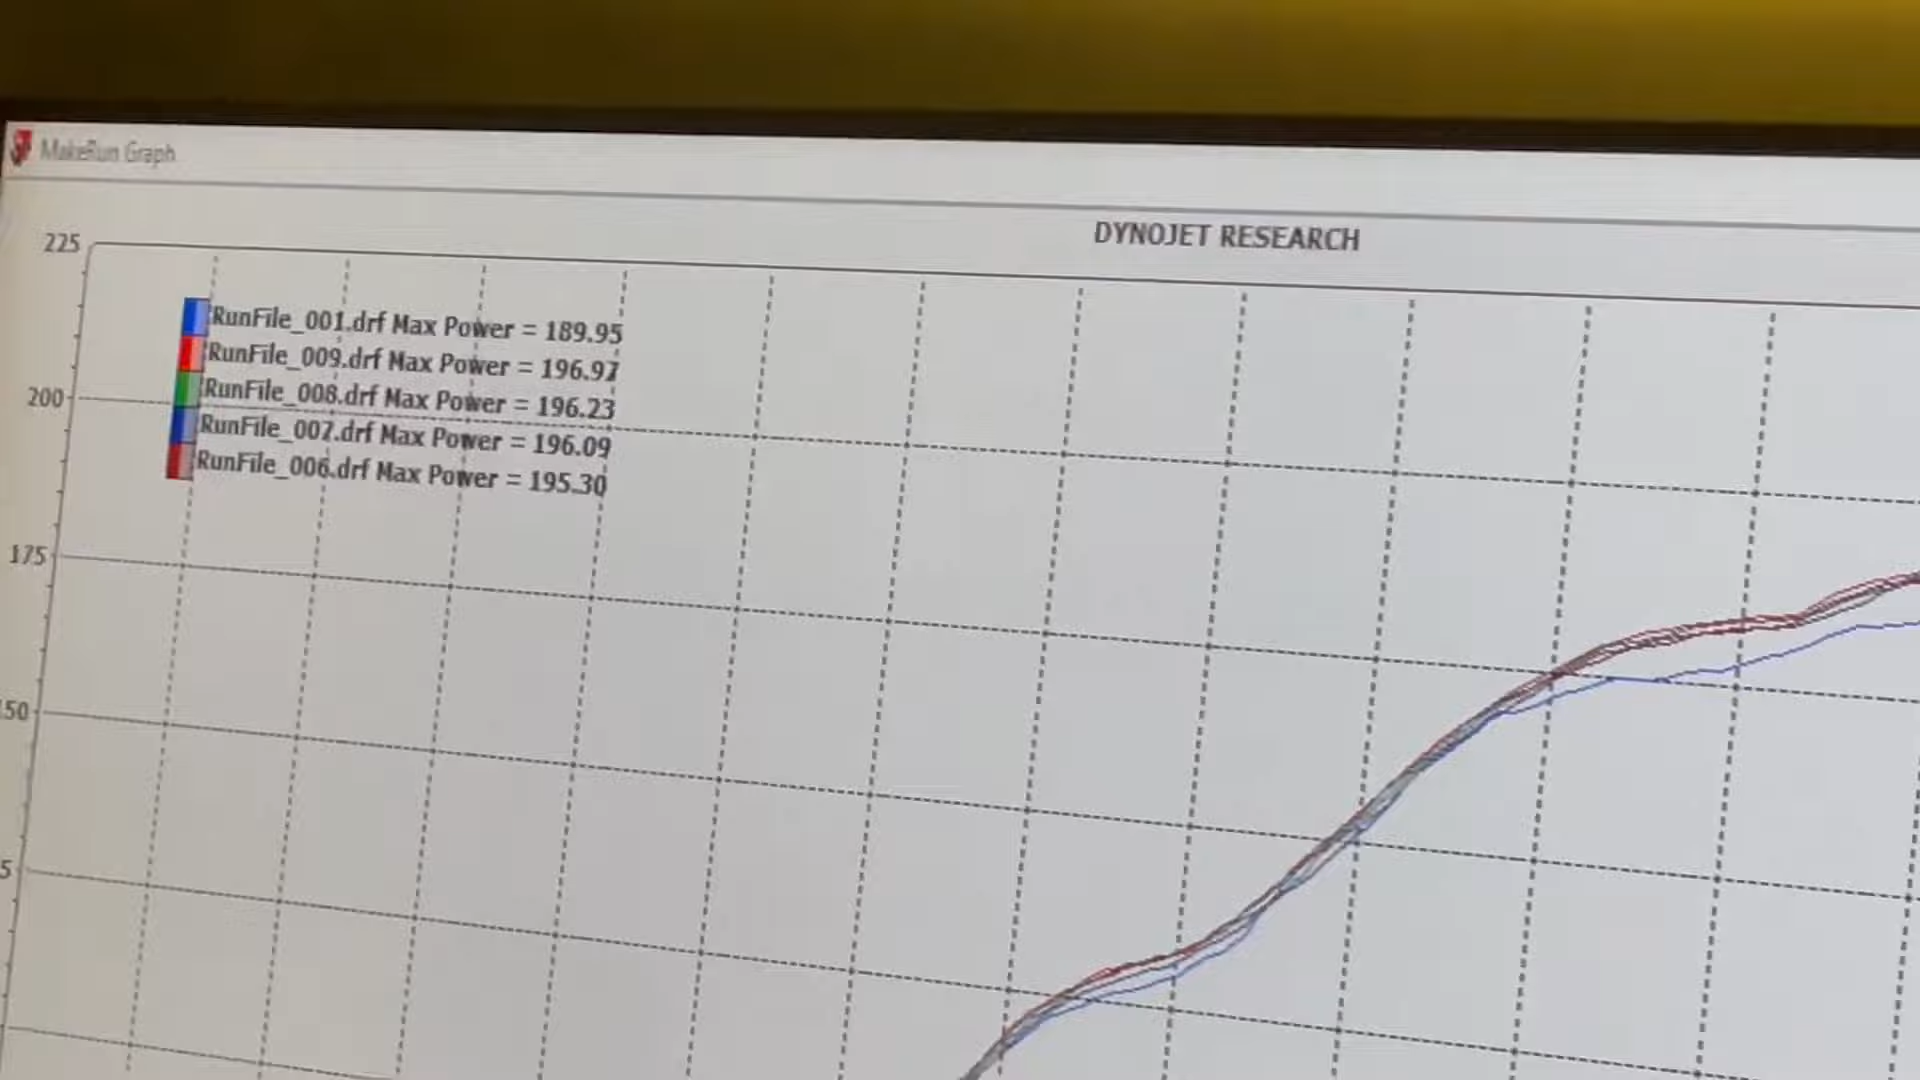 MakeRun Graph
DYNOJET RESEARCH
225
RunFile_001.drf Max Power = 189.95
RunFile_009.drf Max Power = 196.97
RunFile_008.drf Max Power = 196.23
200
RunFile_007.drf Max Power = 196.09
RunFile_006.drf Max Power = 195.30
175
50
5